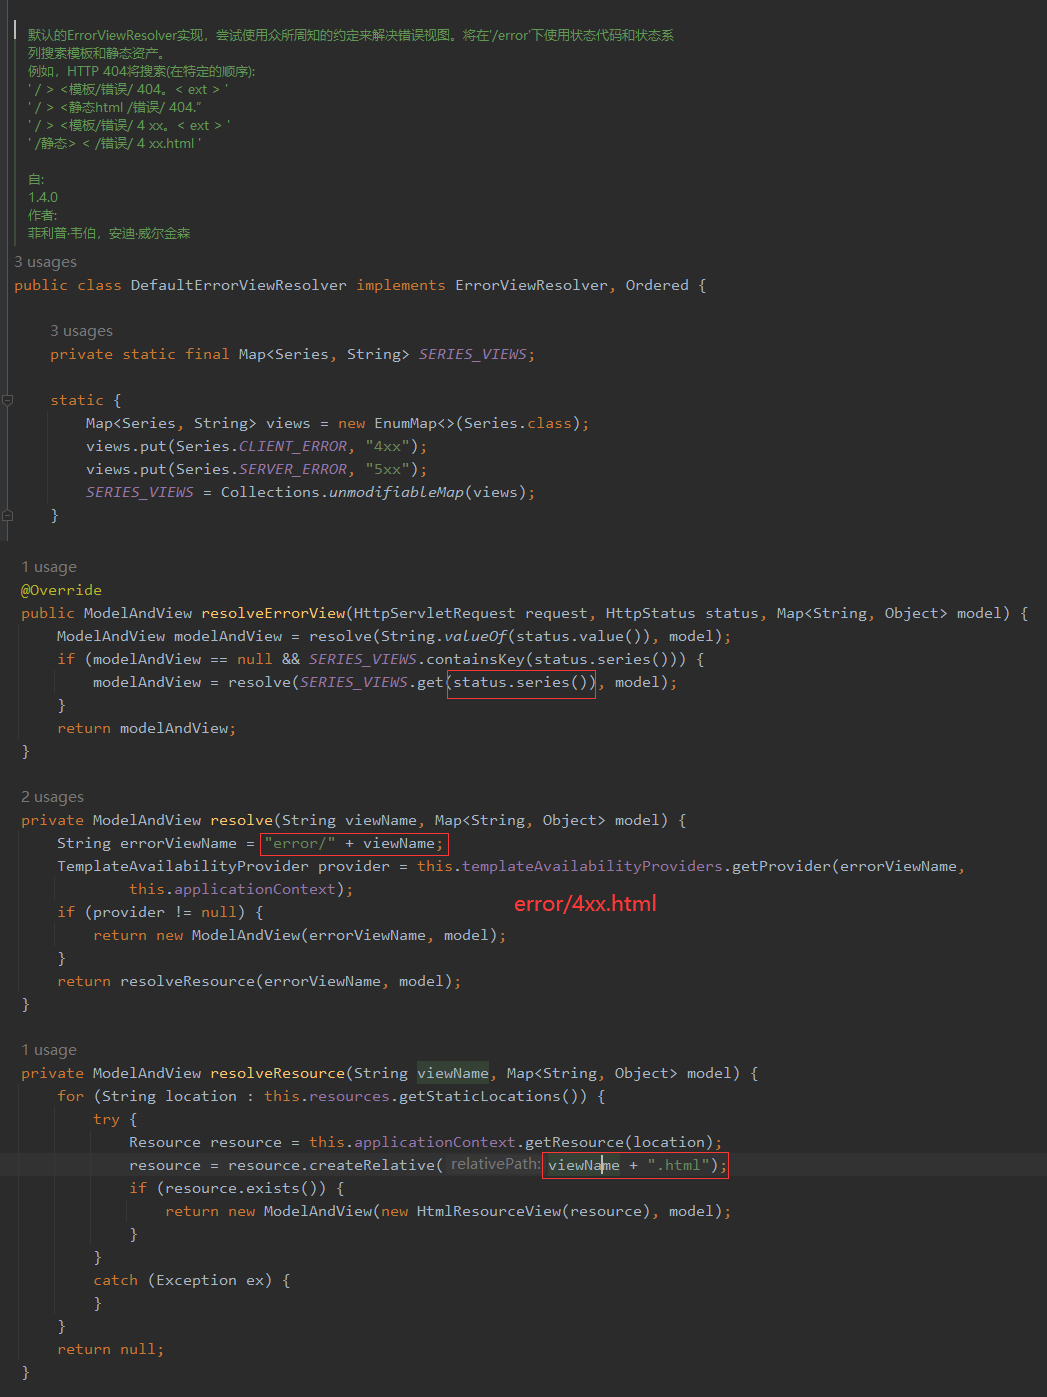 默认的ErrorViewResolver实现，尝试使用众所周知的约定来解决错误视图。将在'/error'下使用状态代码和状态系
列搜索模板和静态资产。
例如，HTTP 404将搜索(在特定的顺序):
' / > <模板/错误/ 404。< ext > '
' / > <静态html /错误/ 404.”
' / > <模板/错误/ 4 xx。< ext > '
' /静态> < /错误/ 4 xx.html '
自:
1.4.0
作者:
菲利普·韦伯，安迪·威尔金森
3 usages
public class DefaultErrorViewResolver implements ErrorViewResolver, Ordered {
3 usages
private static final Map<Series, String> SERIES_VIEWS;
static {
Map<Series, String> views = new EnumMap<>(Series.class);
views.put(Series.CLIENT_ERROR, "4xx");
views.put(Series.SERVER_ERROR, "5xx");
SERIES_VIEWS = Collections.unmodifiableMap(views);
}
1 usage
@Override
public ModelAndView resolveErrorView(HttpServletRequest request, HttpStatus status, Map<String, Object> model) {
ModelAndView modelAndView = resolve(String.valueOf(status.value()), model);
if (modelAndView == null && SERIES_VIEWS.containsKey(status.series())) {
modelAndView = resolve(SERIES_VIEWS.get(status.series()), model);
}
return modelAndView;
}
2 usages
private ModelAndView resolve(String viewName, Map<String, Object> model) {
String errorViewName = "error/" + viewName;
TemplateAvailabilityProvider provider = this.templateAvailabilityProviders.getProvider(errorViewName,
this.applicationContext);
error/4xx.html
if (provider != null) {
return new ModelAndView(errorViewName, model);
}
return resolveResource(errorViewName, model);
}
1 usage
private ModelAndView resolveResource(String viewName, Map<String, Object> model) {
for (String location : this.resources.getStaticLocations()) {
try {
Resource resource = this.applicationContext.getResource(location);
resource = resource.createRelative( relativePath: viewName + ".html");
if (resource.exists()) {
return new ModelAndView(new HtmlResourceView(resource), model);
}
}
catch (Exception ex) {
}
}
return null;
}